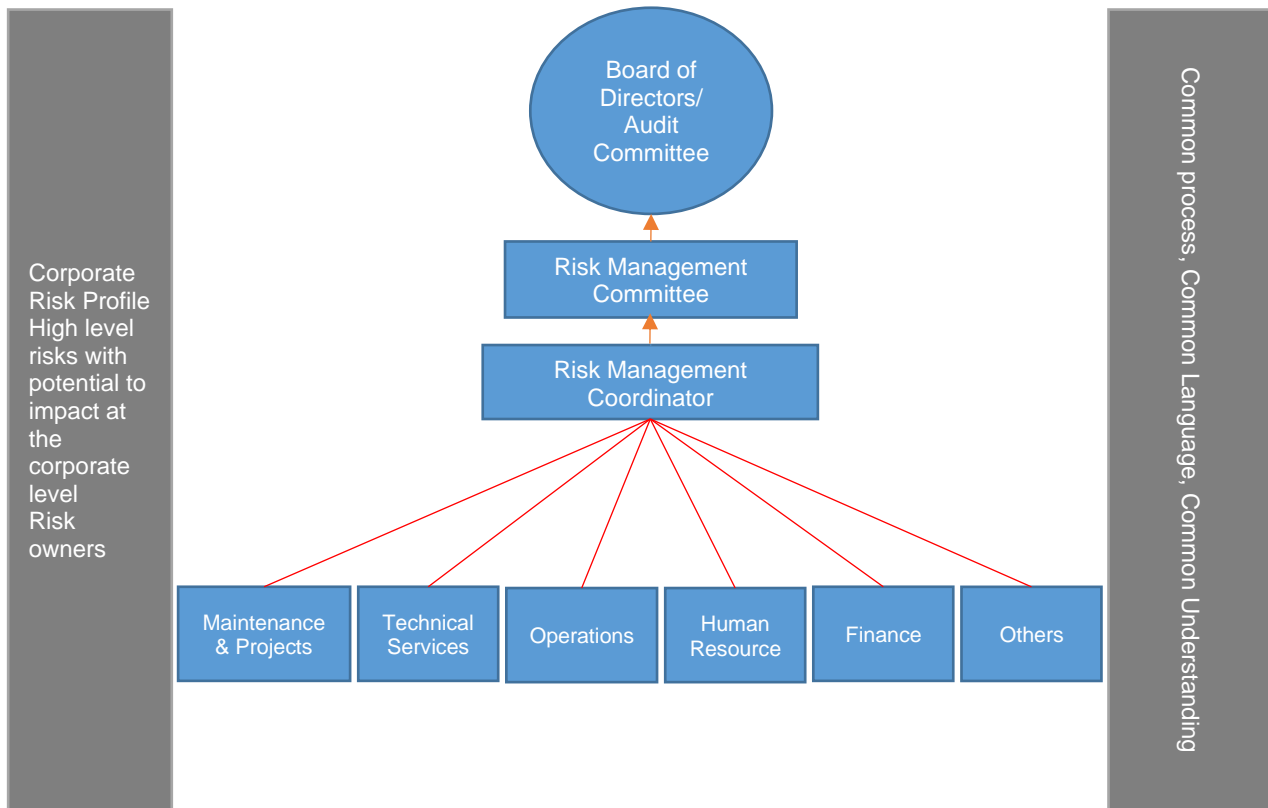 Board of
Directors/
Audit
Committee
Risk Management
Committee
Risk Management
Coordinator
Corporate
Risk Profile
High level
risks with
potential to
impact at
the
corporate
level
Risk
owners
Maintenance
& Projects
Technical
Services
Operations
Human
Resource
Finance
Others
Common process, Common Language, Common Understanding